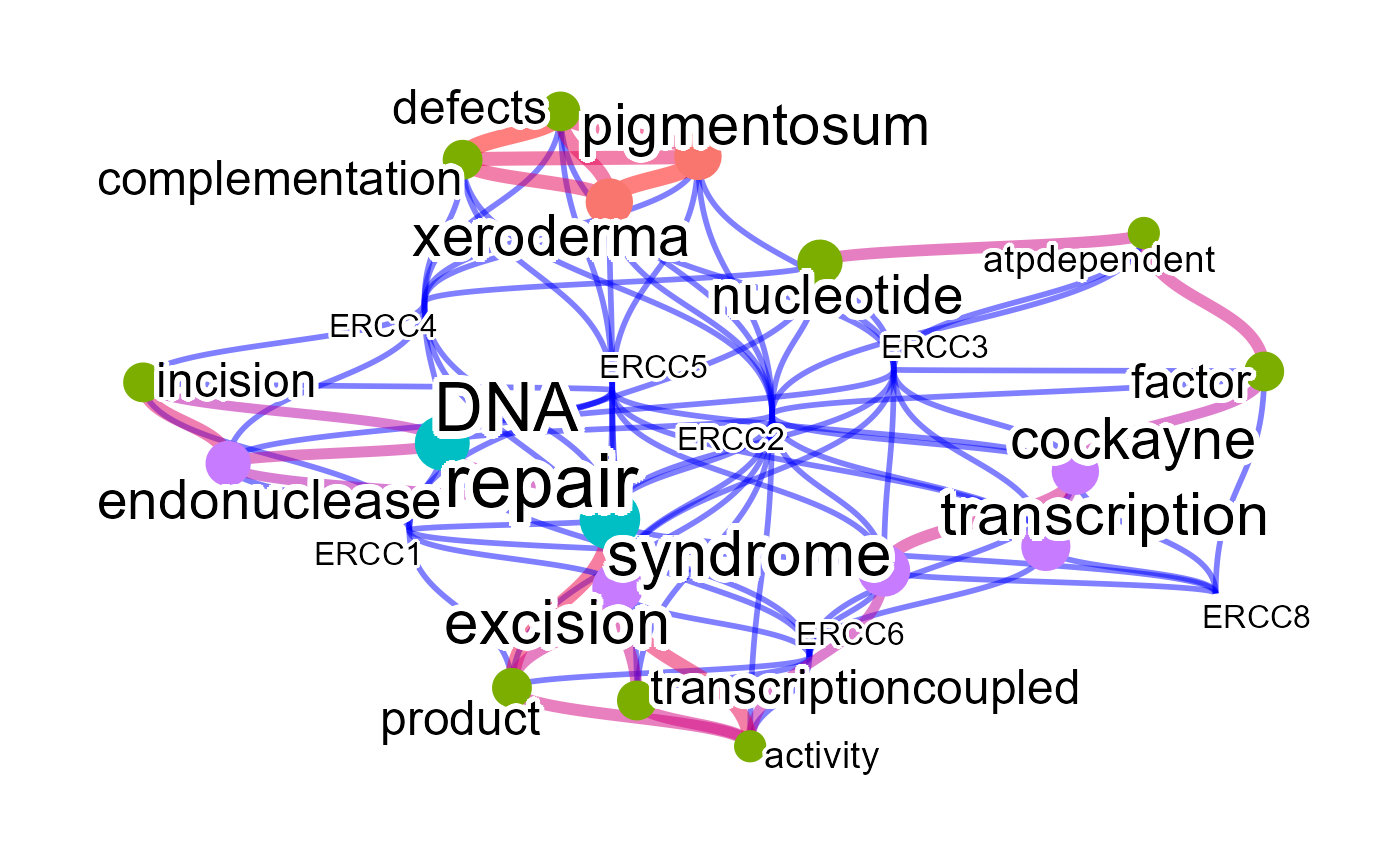 defects
pigmentosum
complementation
xeroderma
atpdependent
nucleotide
ERCC4
ERCC3
ERCC5
incision
factor
DNA
ERCC2
cockayne
repair
endonuclease
transcription
ERCC1
syndrome
ERCC8
excision
ERCC6
transcriptioncoupled
product
activity